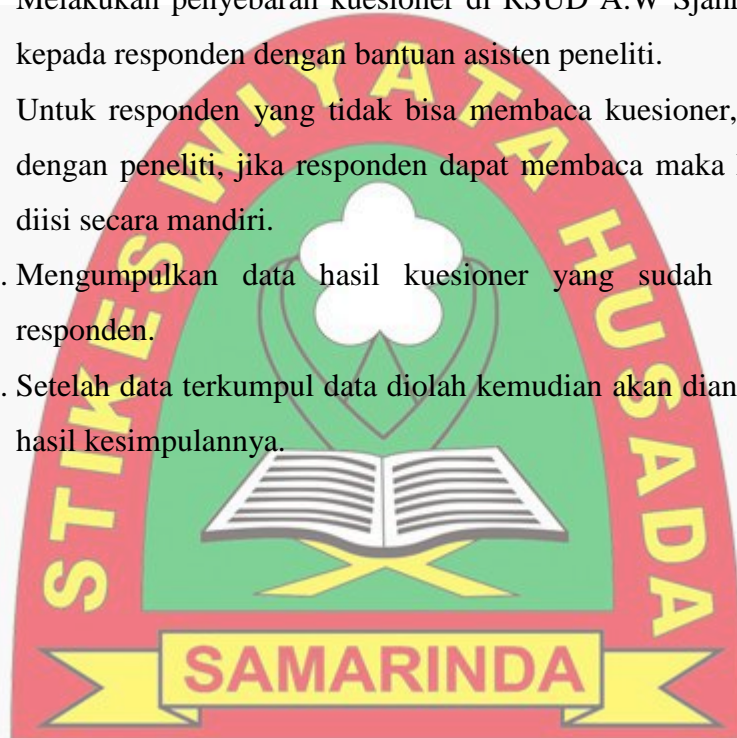 Melakukan penyebaran kuesioner di RSUD A.W
kepada responden dengan bantuan asisten peneliti.
Untuk responden yang tidak bisa membaca kuesioner,
dengan peneliti, jika responden dapat membaca maka
diisi secara mandiri.
. Mengumpulkan data hasil kuesioner yang sudah
responden.
. Setelah data terkumpul data diolah kemudian akan
hasil kesimpulannya.
STIKES WIYATA HUSADA
SAMARINDA